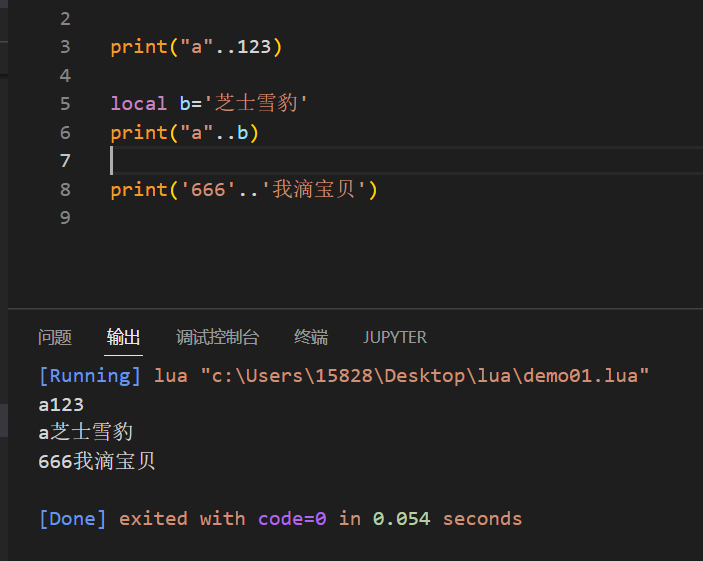 2
3 print("a"..123)
4
5 local b='芝士雪豹'
6 print("a"..b)
7
8 print('666'..'我滴宝贝')
9
问题 输出 调试控制台 终端 JUPYTER
[Running] lua "c:\Users\15828\Desktop\lua\demo01.lua"
a123
a芝士雪豹
666我滴宝贝
[Done] exited with code=0 in 0.054 seconds